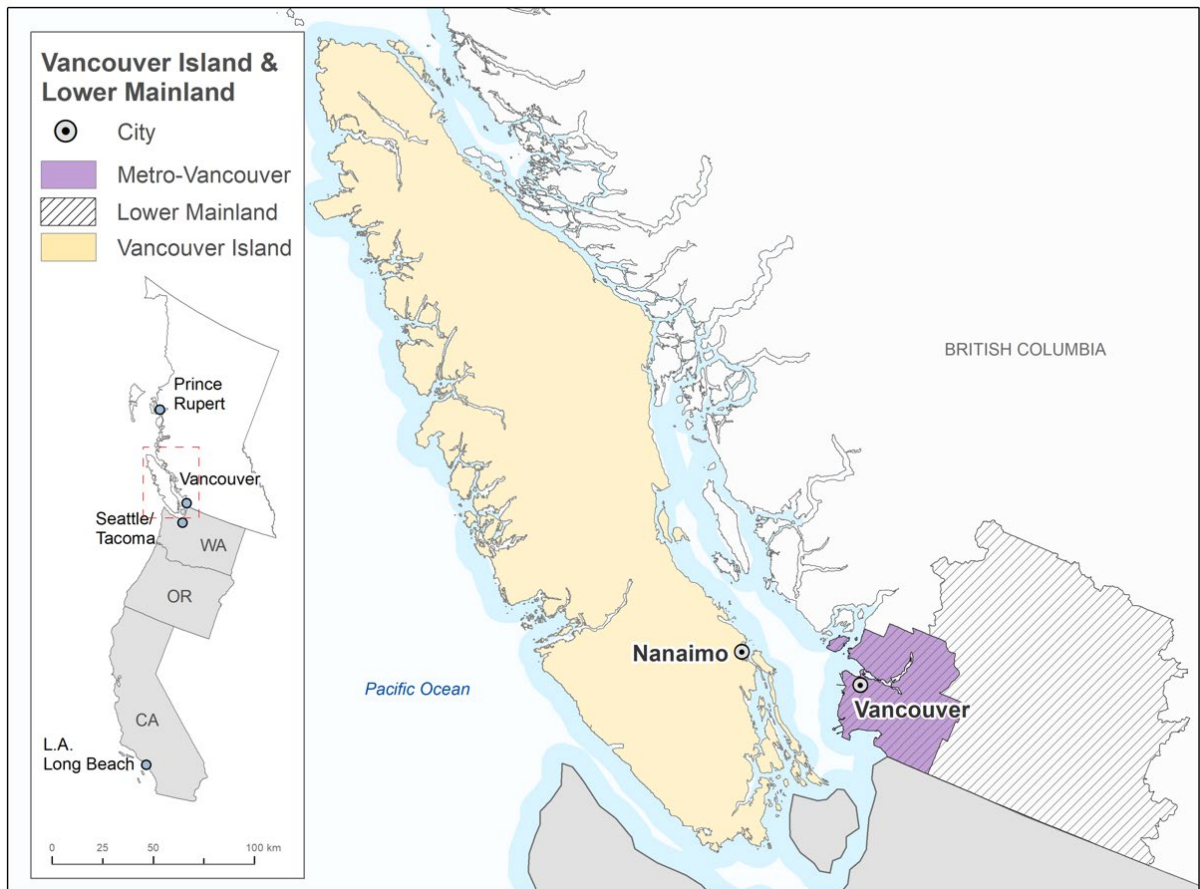 Vancouver Island &
Lower Mainland
City
Metro-Vancouver
Lower Mainland
Vancouver Island
Prince
Rupert
Vancouver
Seattle/
Tacoma
WA
OR
CA
L.A.
Long Beach
0 25 50 100 km
BRITISH COLUMBIA
Nanaimo
Pacific Ocean
Vancouver